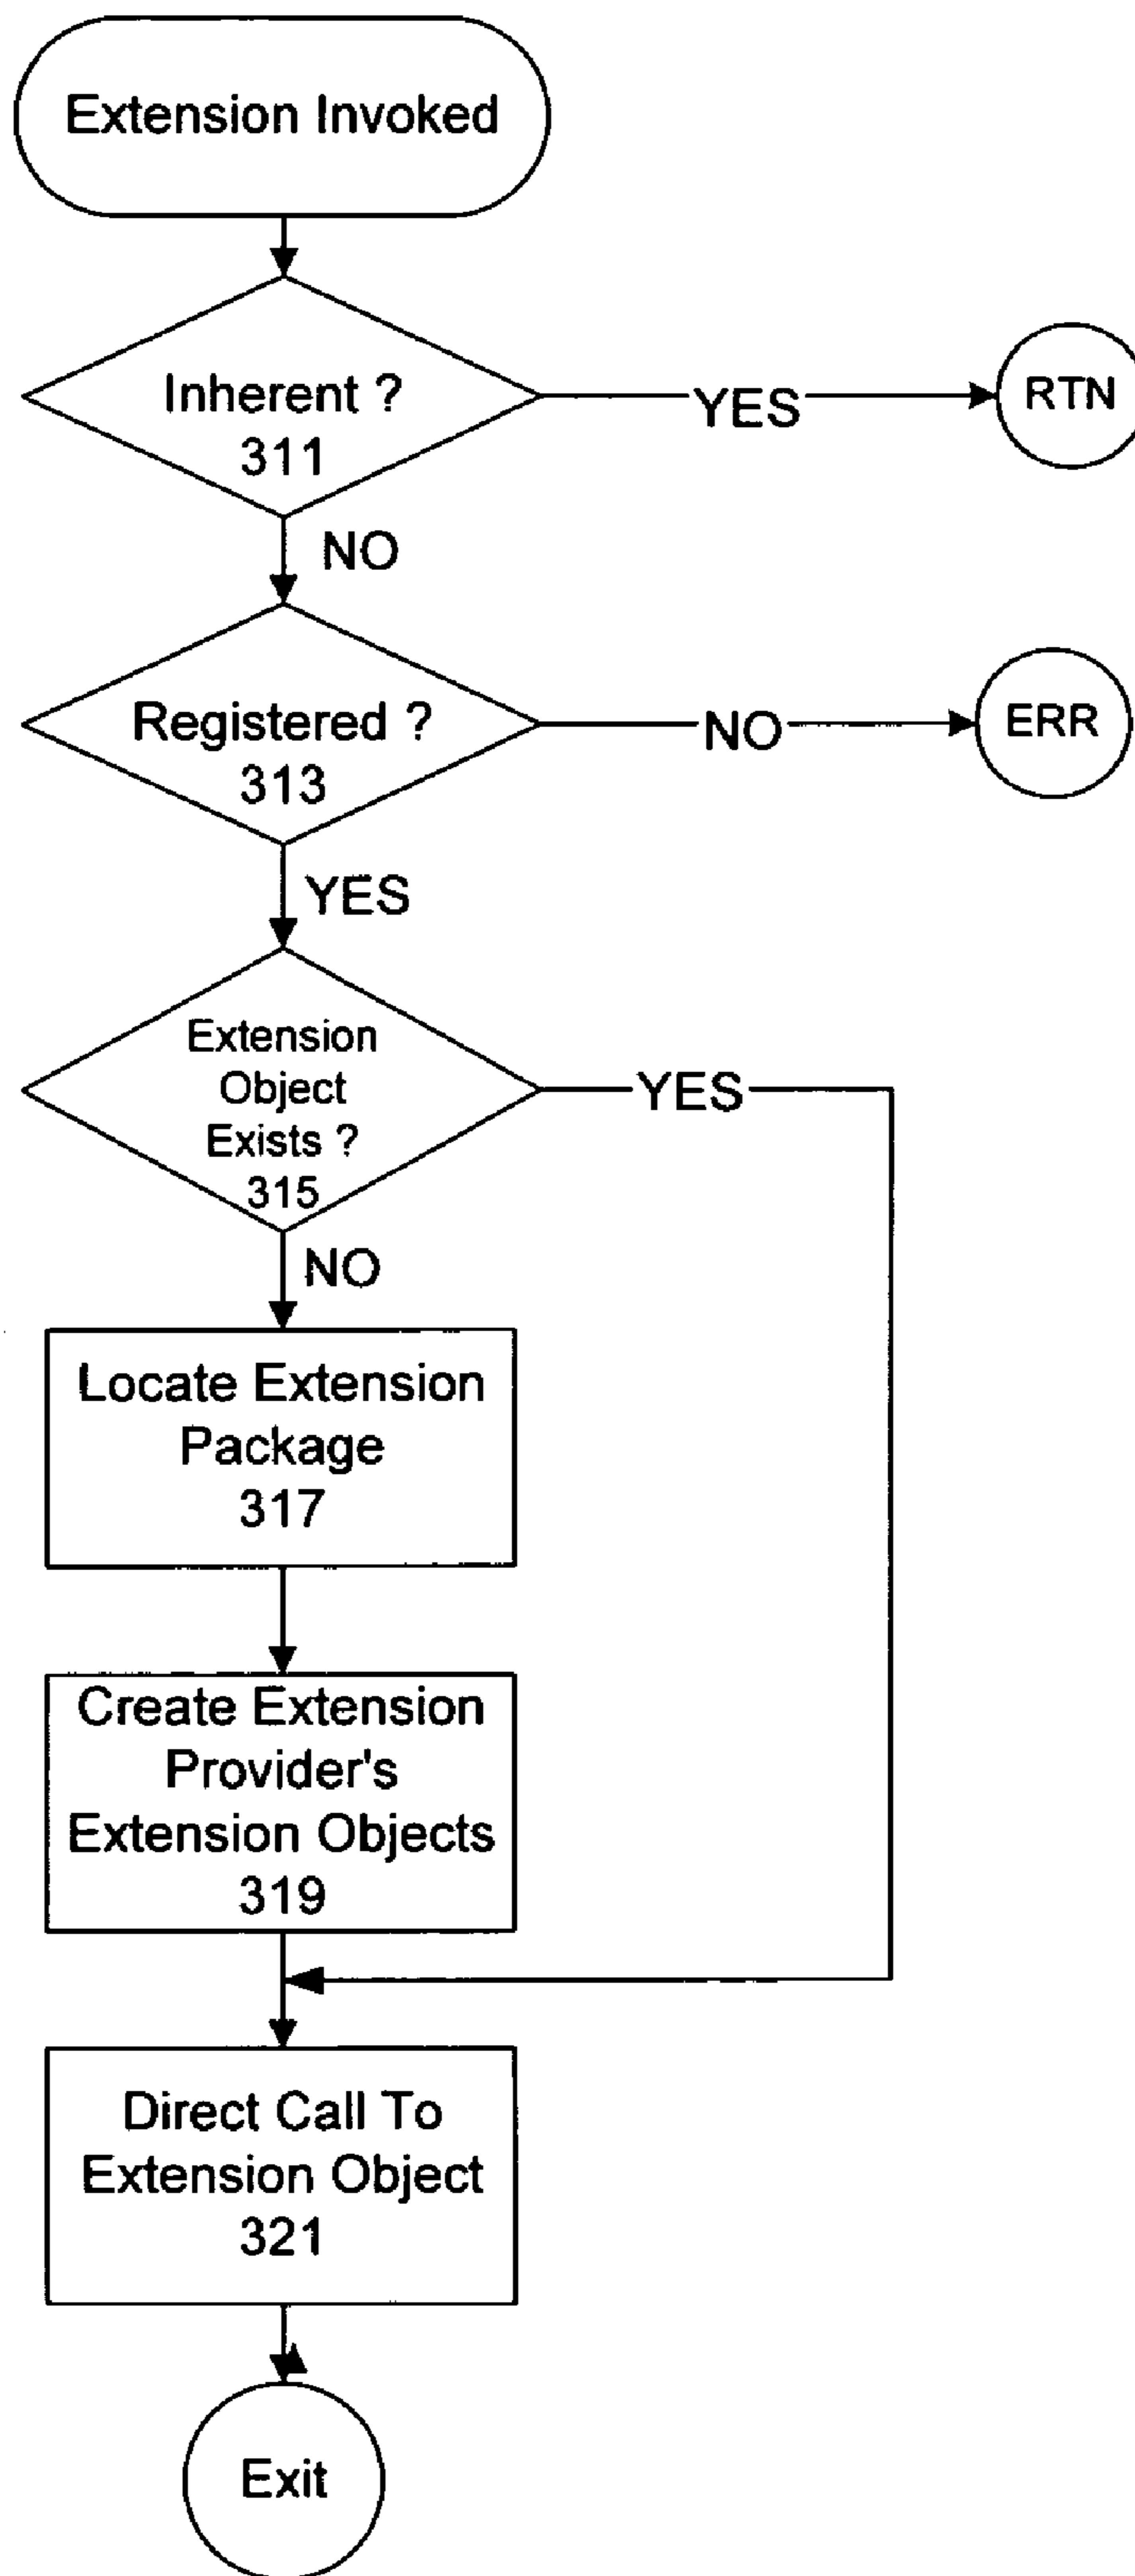 Extension Invoked
Inherent ?
311
YES
RTN
NO
Registered ?
313
NO
ERR
YES
Extension
Object
Exists ?
315
YES
NO
Locate Extension
Package
317
Create Extension
Provider's
Extension Objects
319
Direct Call To
Extension Object
321
Exit